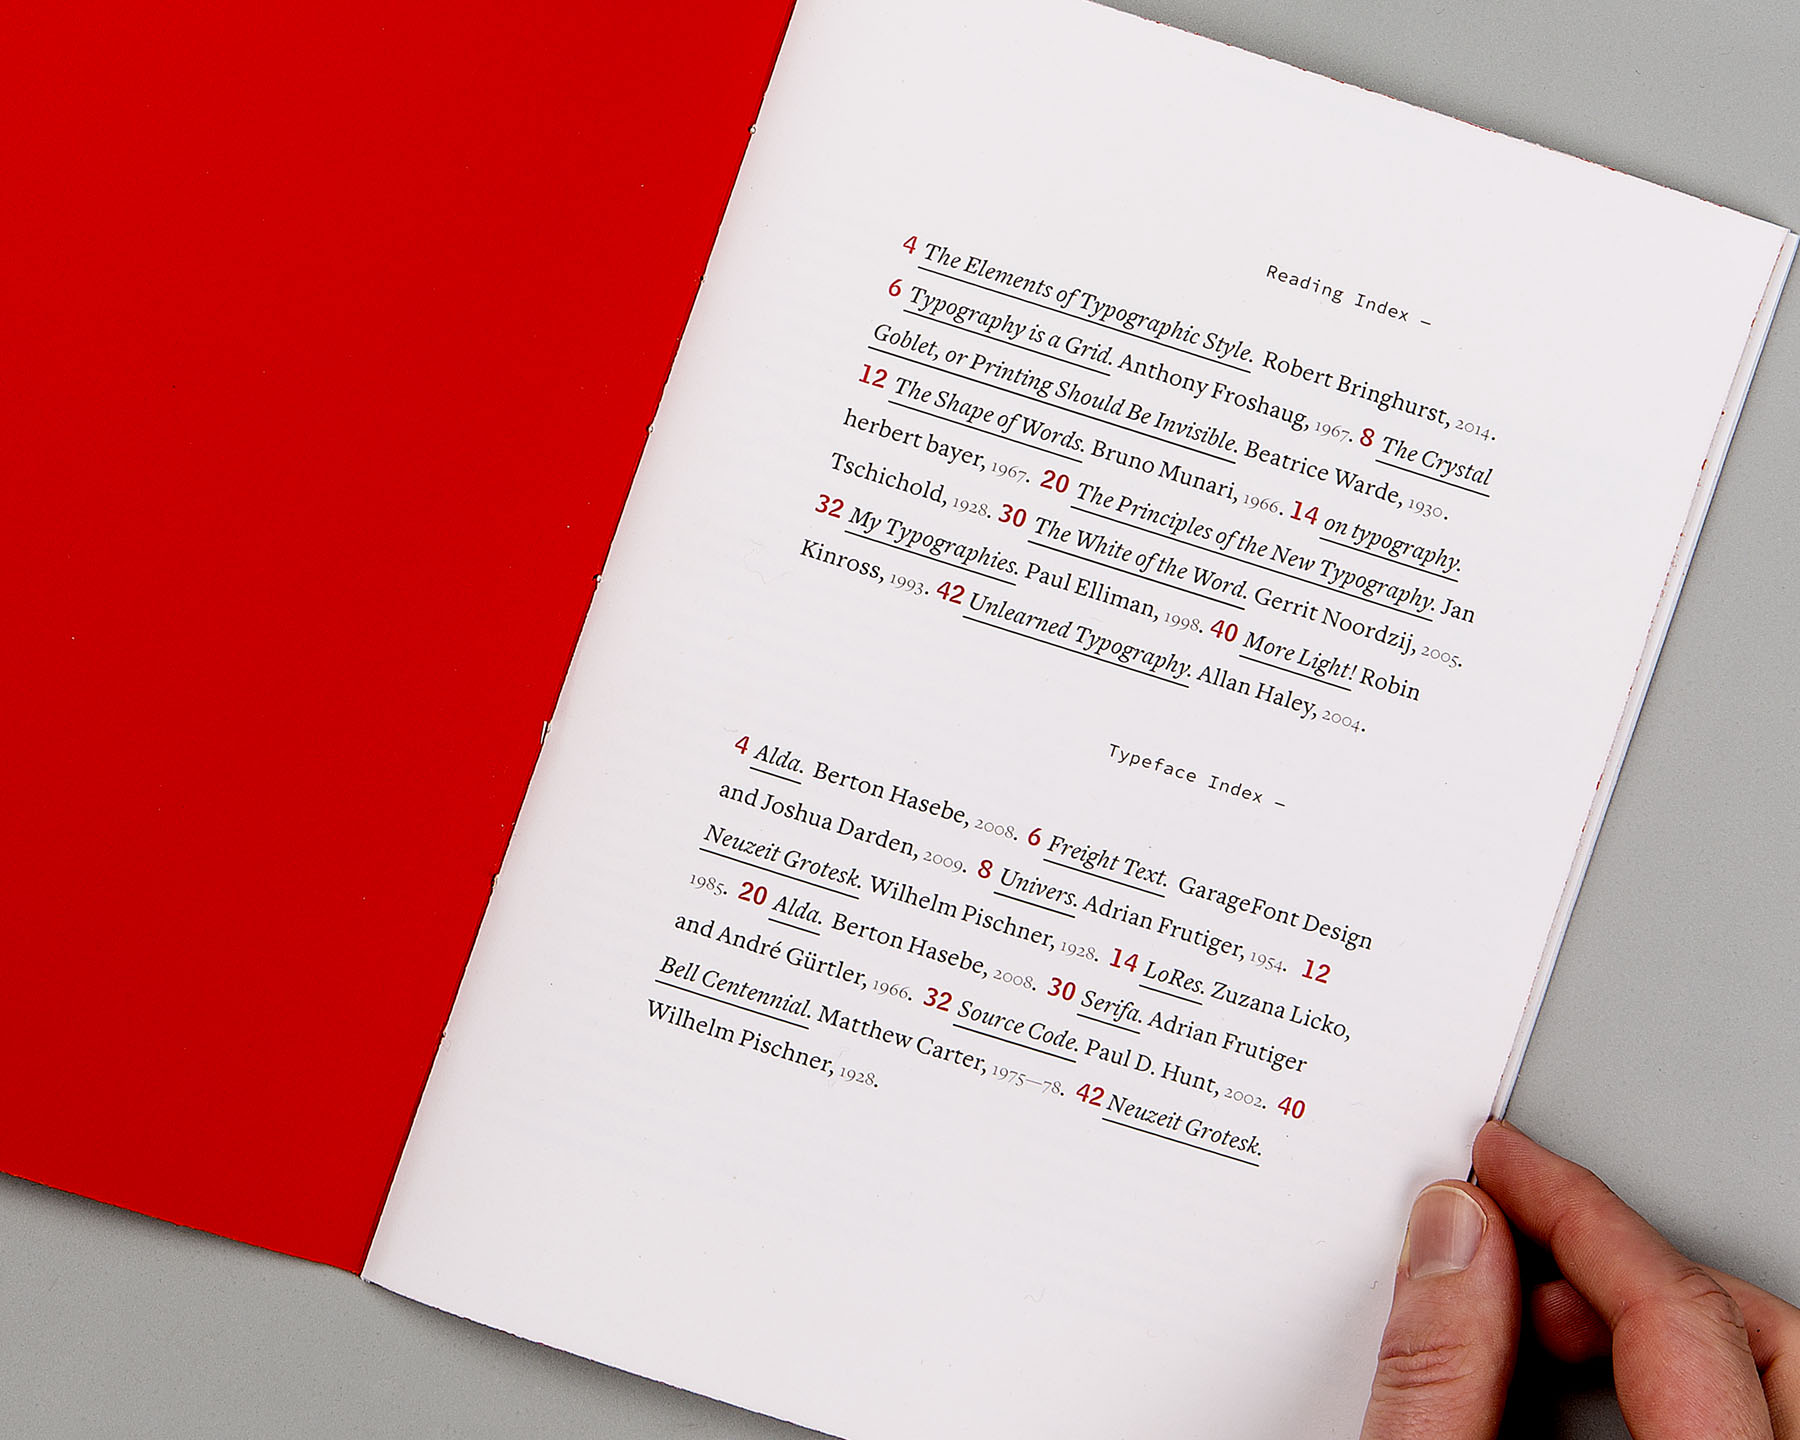 Reading Index –
4 The Elements of Typographic Style. Robert Bringhurst, 2014.
6 Typography is a Grid. Anthony Froshaug, 1967. 8 The Crystal
Goblet, or Printing Should Be Invisible. Beatrice Warde, 1930.
12 The Shape of Words. Bruno Munari, 1966. 14 on typography.
herbert bayer, 1967. 20 The Principles of the New Typography. Jan
Tschichold, 1928. 30 The White of the Word. Gerrit Noordzij, 2005.
32 My Typographies. Paul Elliman, 1998. 40 More Light! Robin
Kinross, 1993. 42 Unlearned Typography. Allan Haley, 2004.
Typeface Index –
4 Alda. Berton Hasebe, 2008. 6 Freight Text. GarageFont Design
and Joshua Darden, 2009. 8 Univers. Adrian Frutiger, 1954. 12
Neuzeit Grotesk. Wilhelm Pischner, 1928. 14 LoRes. Zuzana Licko,
1985. 20 Alda. Berton Hasebe, 2008. 30 Serifa. Adrian Frutiger
and André Gürtler, 1966. 32 Source Code. Paul D. Hunt, 2002. 40
Bell Centennial. Matthew Carter, 1975—78. 42 Neuzeit Grotesk.
Wilhelm Pischner, 1928.